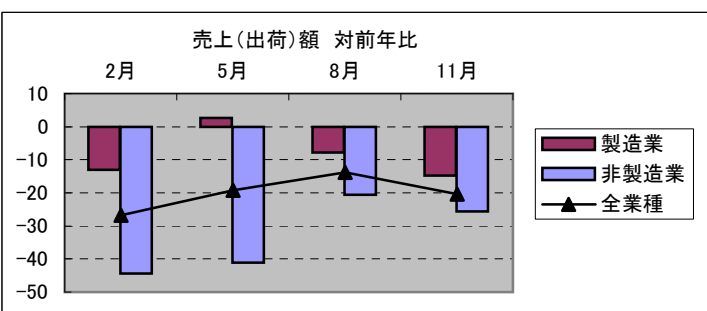 売上(出荷)額 対前年比
2月 5月 8月 11月
10
0
-10
-20
-30
-40
-50
製造業
非製造業
全業種